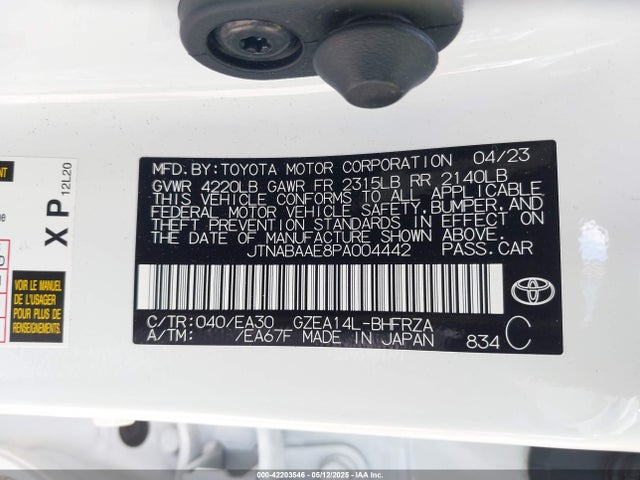 MFD. BY: TOYOTA MOTOR CORPORATION 04/23
GVWR 4220LB GAWR FR 2315LB RR 2140LB
THIS VEHICLE CONFORMS TO ALL APPLICABLE
FEDERAL MOTOR VEHICLE SAFETY, BUMPER, AND
THEFT PREVENTION STANDARDS IN EFFECT ON
THE DATE OF MANUFACTURE SHOWN ABOVE.
JTNABAAE8PA004442 PASS. CAR
C/TR: 040/EA30 GZEA14L-BHFRZA
A/TM: /EA67F MADE IN JAPAN 834 C
TOYOTA
XP
12L20
VOIR LE MANUEL
DE L'USAGER
POUR PLUS DE
RENSEIGNEMENTS
000-42203546 - 05/12/2025 - IAA Inc.